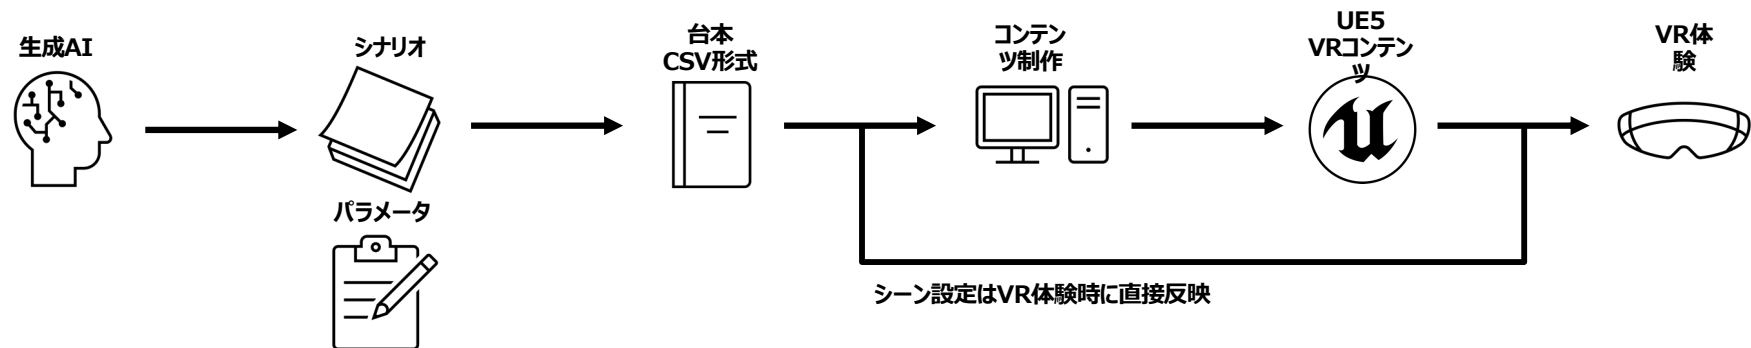 生成AI
シナリオ
パラメータ
台本
CSV形式
コンテン
ツ制作
UE5
VRコンテン
ツ
VR体
験
シーン設定はVR体験時に直接反映